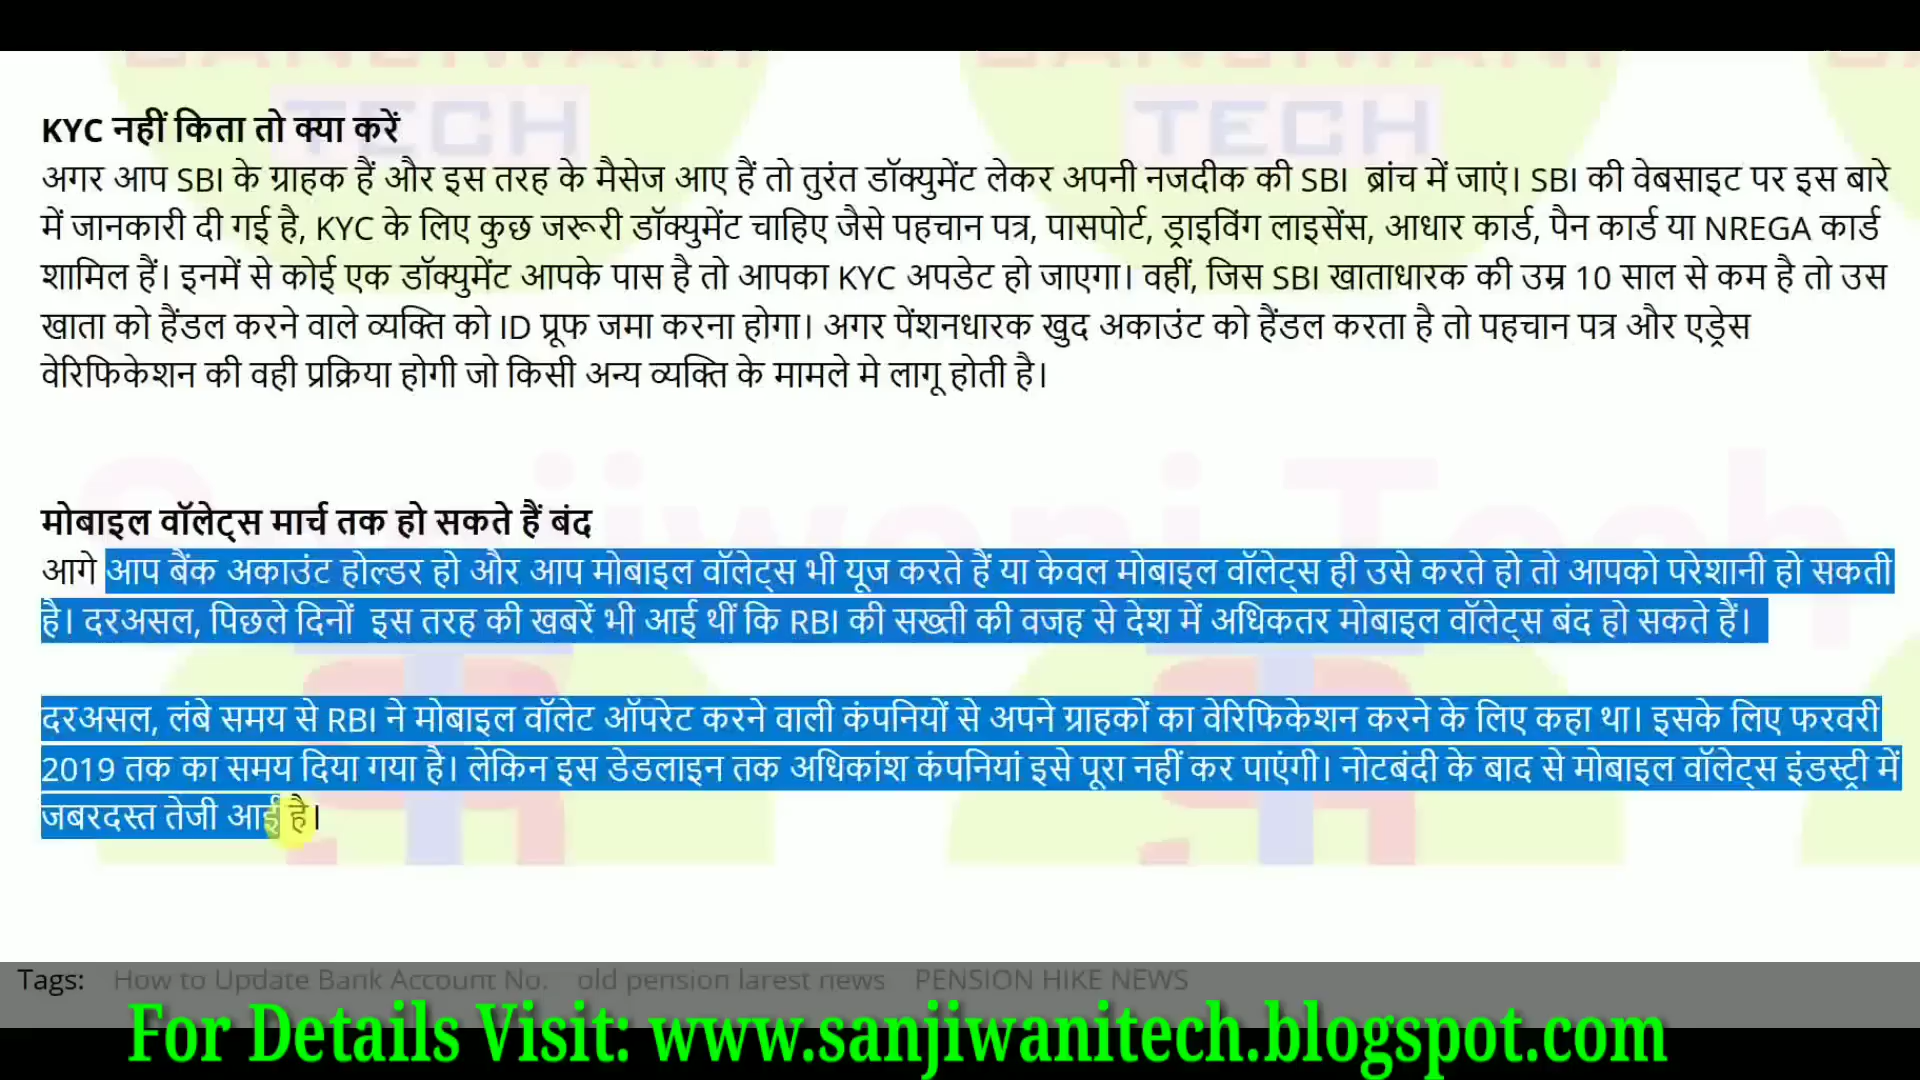 SANJIWANI SANJIWANI
TECH TECH
KYC नहीं किता तो क्या करें
अगर आप SBI के ग्राहक हैं और इस तरह के मैसेज आए हैं तो तुरंत डॉक्युमेंट लेकर अपनी नजदीक की SBI ब्रांच में जाएं। SBI की वेबसाइट पर इस बारे
में जानकारी दी गई है, KYC के लिए कुछ जरूरी डॉक्युमेंट चाहिए जैसे पहचान पत्र, पासपोर्ट, ड्राइविंग लाइसेंस, आधार कार्ड, पैन कार्ड या NREGA कार्ड
शामिल हैं। इनमें से कोई एक डॉक्युमेंट आपके पास है तो आपका KYC अपडेट हो जाएगा। वहीं, जिस SBI खाताधारक की उम्र 10 साल से कम है तो उस
खाता को हैंडल करने वाले व्यक्ति को ID प्रूफ जमा करना होगा। अगर पेंशनधारक खुद अकाउंट को हैंडल करता है तो पहचान पत्र और एड्रेस
वेरिफिकेशन की वही प्रक्रिया होगी जो किसी अन्य व्यक्ति के मामले मे लागू होती है।
Sanjiwani Tech
मोबाइल वॉलेट्स मार्च तक हो सकते हैं बंद
आगे आप बैंक अकाउंट होल्डर हो और आप मोबाइल वॉलेट्स भी यूज करते हैं या केवल मोबाइल वॉलेट्स ही उसे करते हो तो आपको परेशानी हो सकती
है। दरअसल, पिछले दिनों इस तरह की खबरें भी आई थीं कि RBI की सख्ती की वजह से देश में अधिकतर मोबाइल वॉलेट्स बंद हो सकते हैं।
दरअसल, लंबे समय से RBI ने मोबाइल वॉलेट ऑपरेट करने वाली कंपनियों से अपने ग्राहकों का वेरिफिकेशन करने के लिए कहा था। इसके लिए फरवरी
2019 तक का समय दिया गया है। लेकिन इस डेडलाइन तक अधिकांश कंपनियां इसे पूरा नहीं कर पाएंगी। नोटबंदी के बाद से मोबाइल वॉलेट्स इंडस्ट्री में
जबरदस्त तेजी आई है।
Tags: How to Update Bank Account No. old pension larest news PENSION HIKE NEWS
For Details Visit: www.sanjiwanitech.blogspot.com